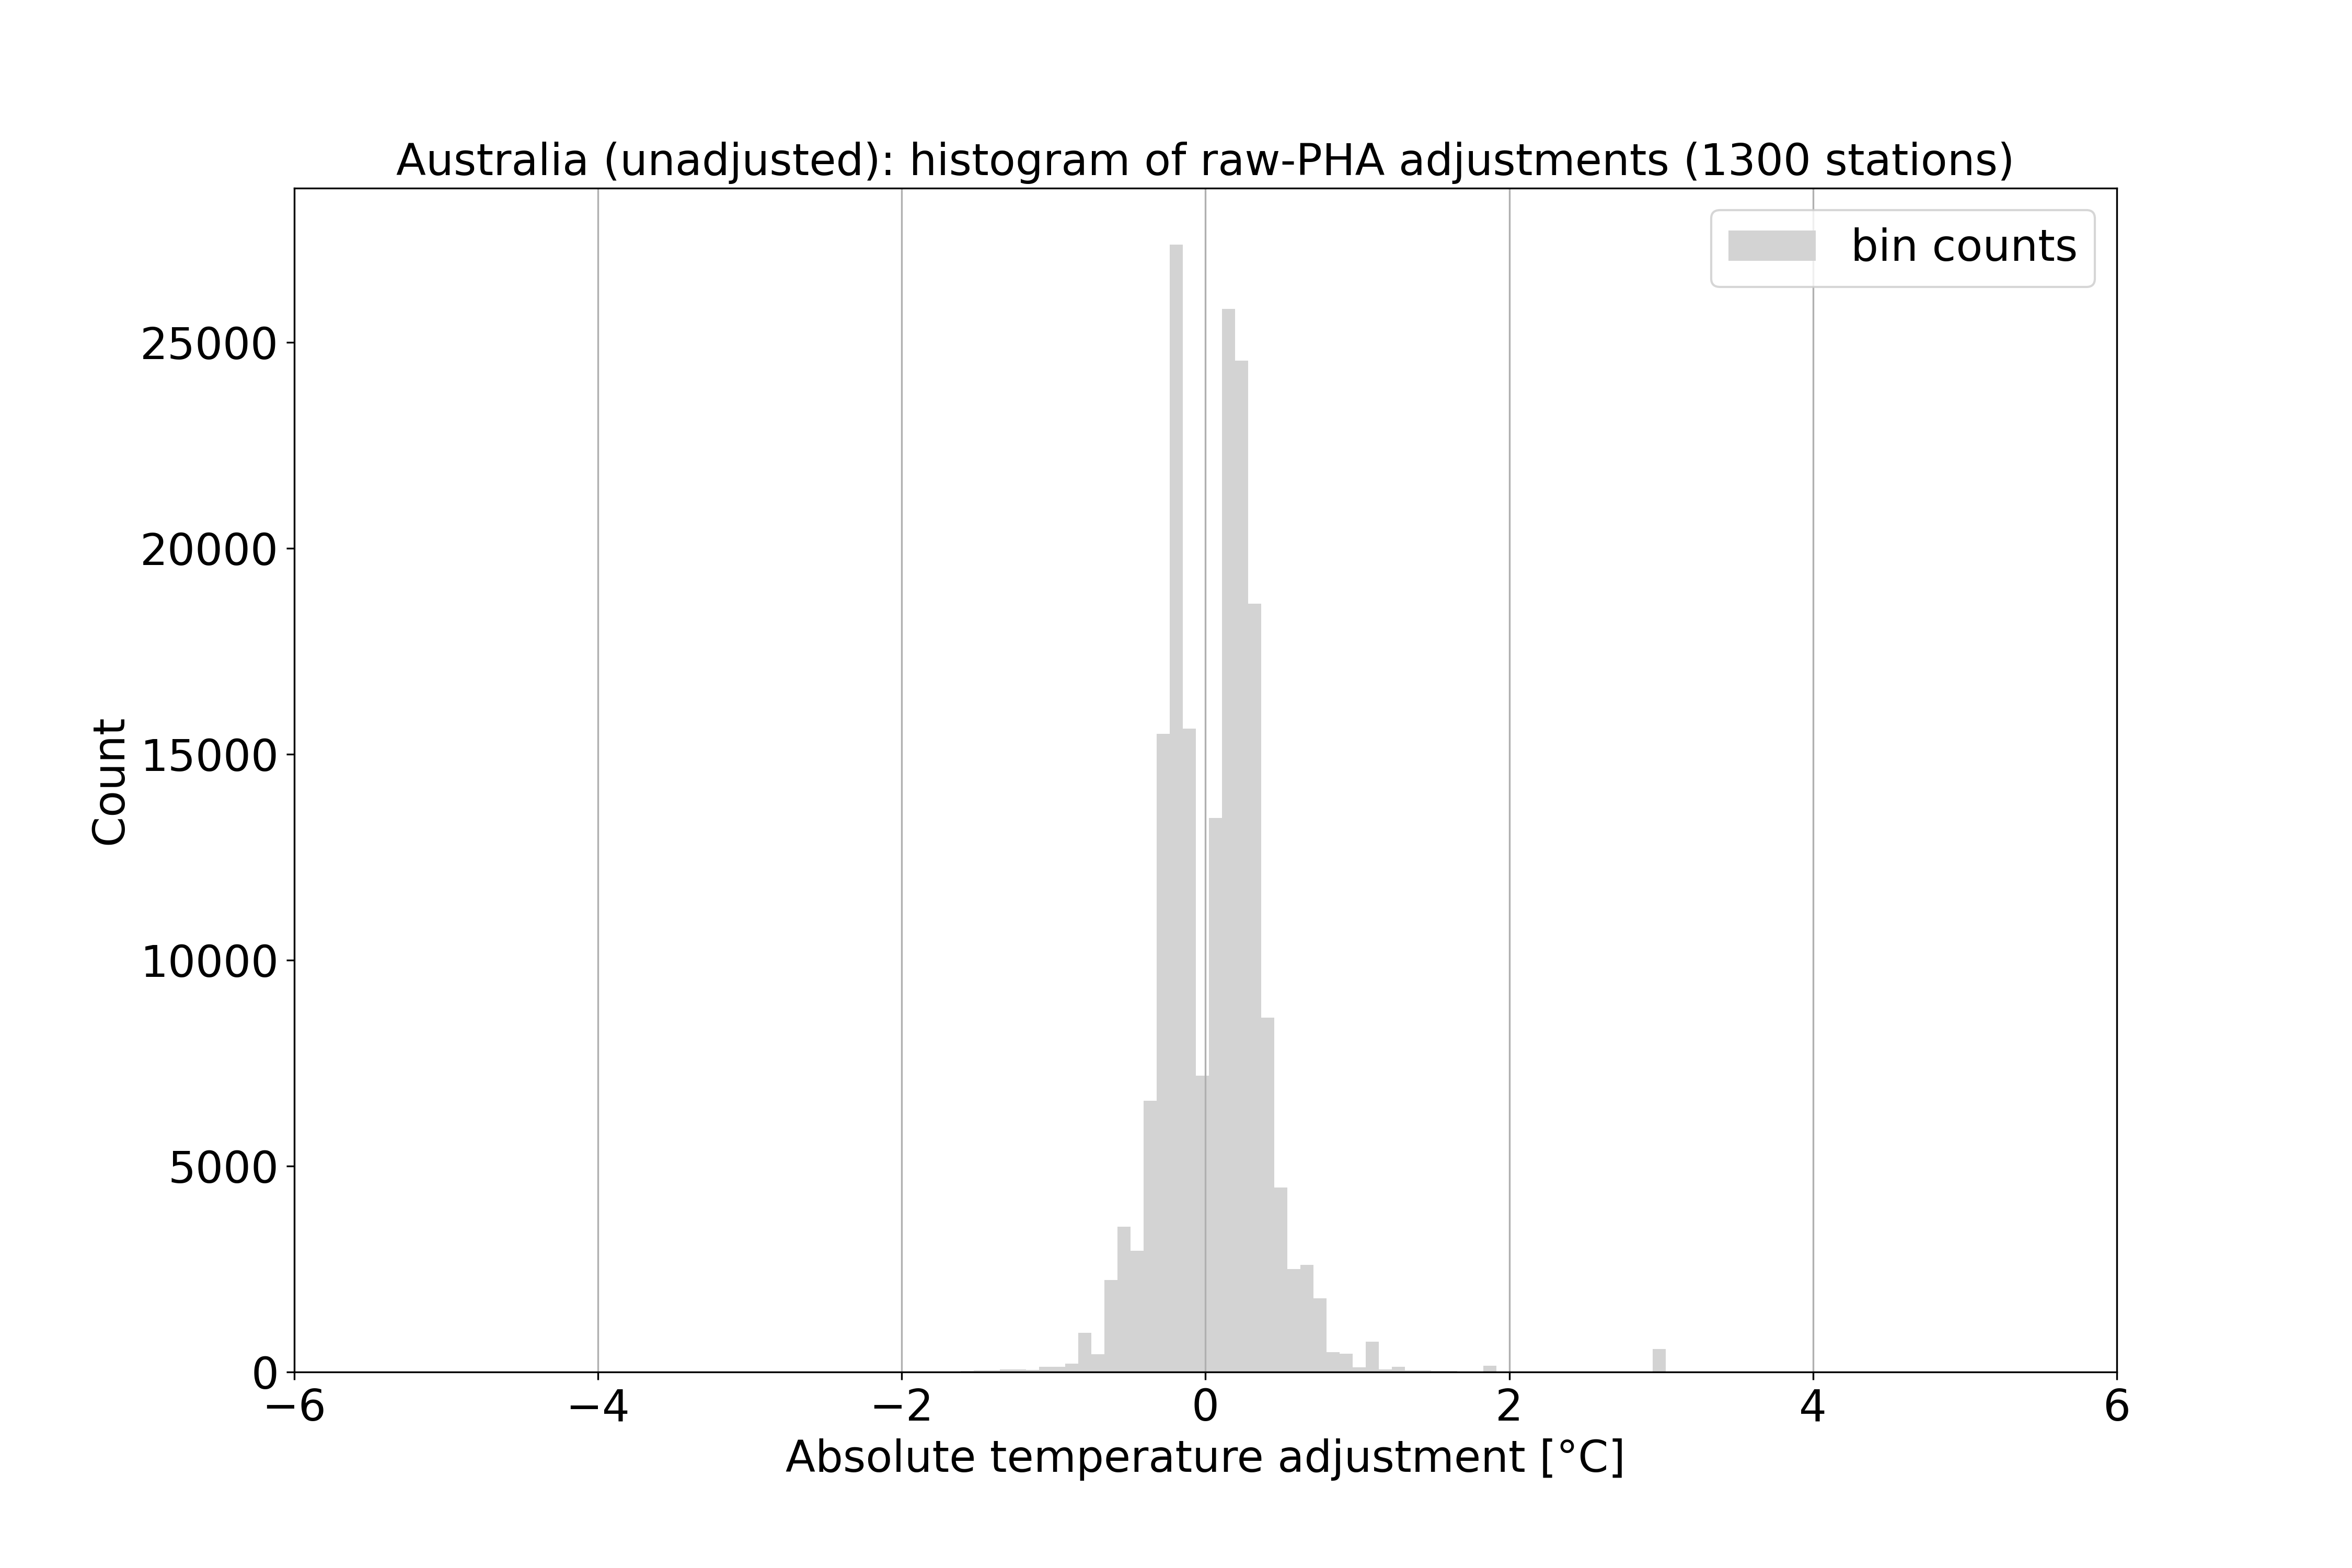 Australia (unadjusted): histogram of raw-PHA adjustments (1300 stations)
bin counts
25000
20000
15000
10000
5000
0
Count
−6 −4 −2 0 2 4 6
Absolute temperature adjustment [°C]